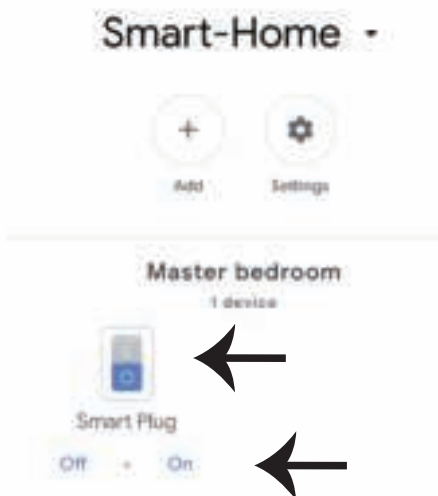 Smart-Home
Add Settings
Master bedroom
1 device
Smart Plug
Off On